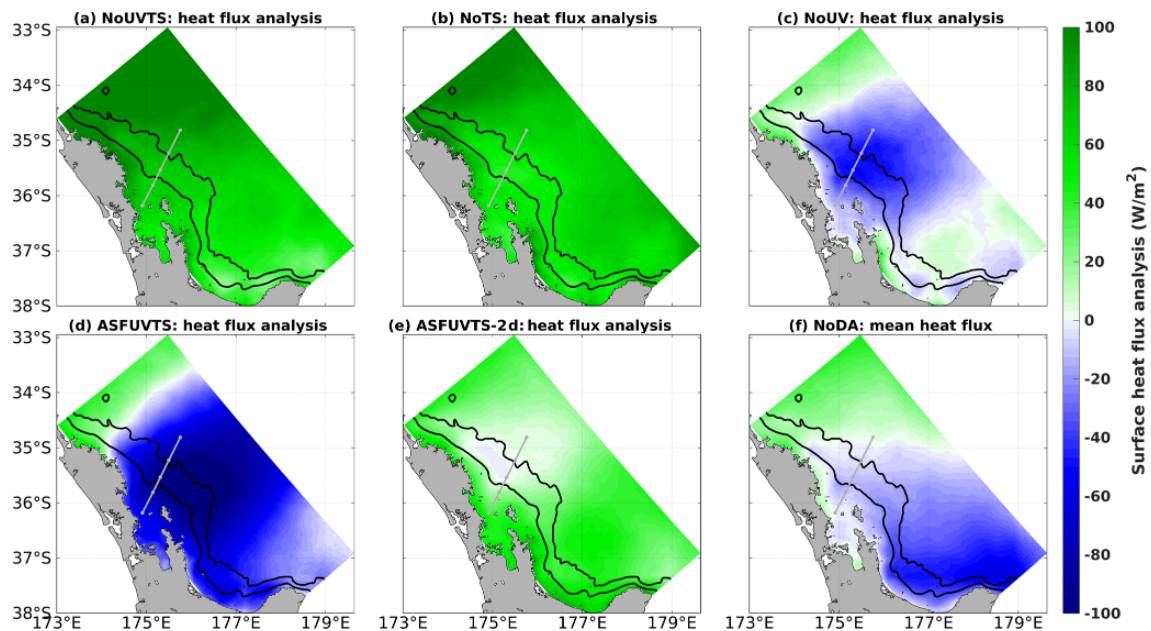 (a) NoUVTS: heat flux analysis
(b) NoTS: heat flux analysis
(c) NoUV: heat flux analysis
33°S
34°S
35°S
36°S
37°S
38°S
(d) ASFUVTS: heat flux analysis
(e) ASFUVTS-2d: heat flux analysis
(f) NoDA: mean heat flux
33°S
34°S
35°S
36°S
37°S
38°S
173°E 175°E 177°E 179°E
173°E 175°E 177°E 179°E
173°E 175°E 177°E 179°E
100
80
60
40
20
0
-20
-40
-60
-80
-100
Surface heat flux analysis (W/m²)